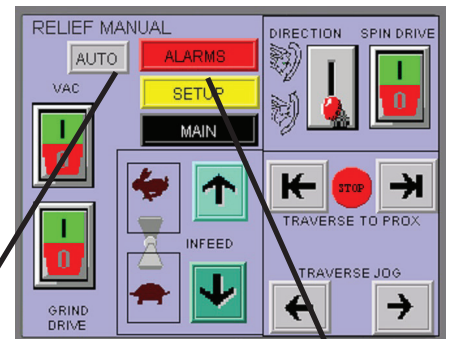 RELIEF MANUAL
AUTO
ALARMS
SETUP
MAIN
VAC
I
0
I
0
GRIND
DRIVE
INFEED
DIRECTION
SPIN DRIVE
I
0
STOP
TRAVERSE TO PROX
TRAVERSE JOG